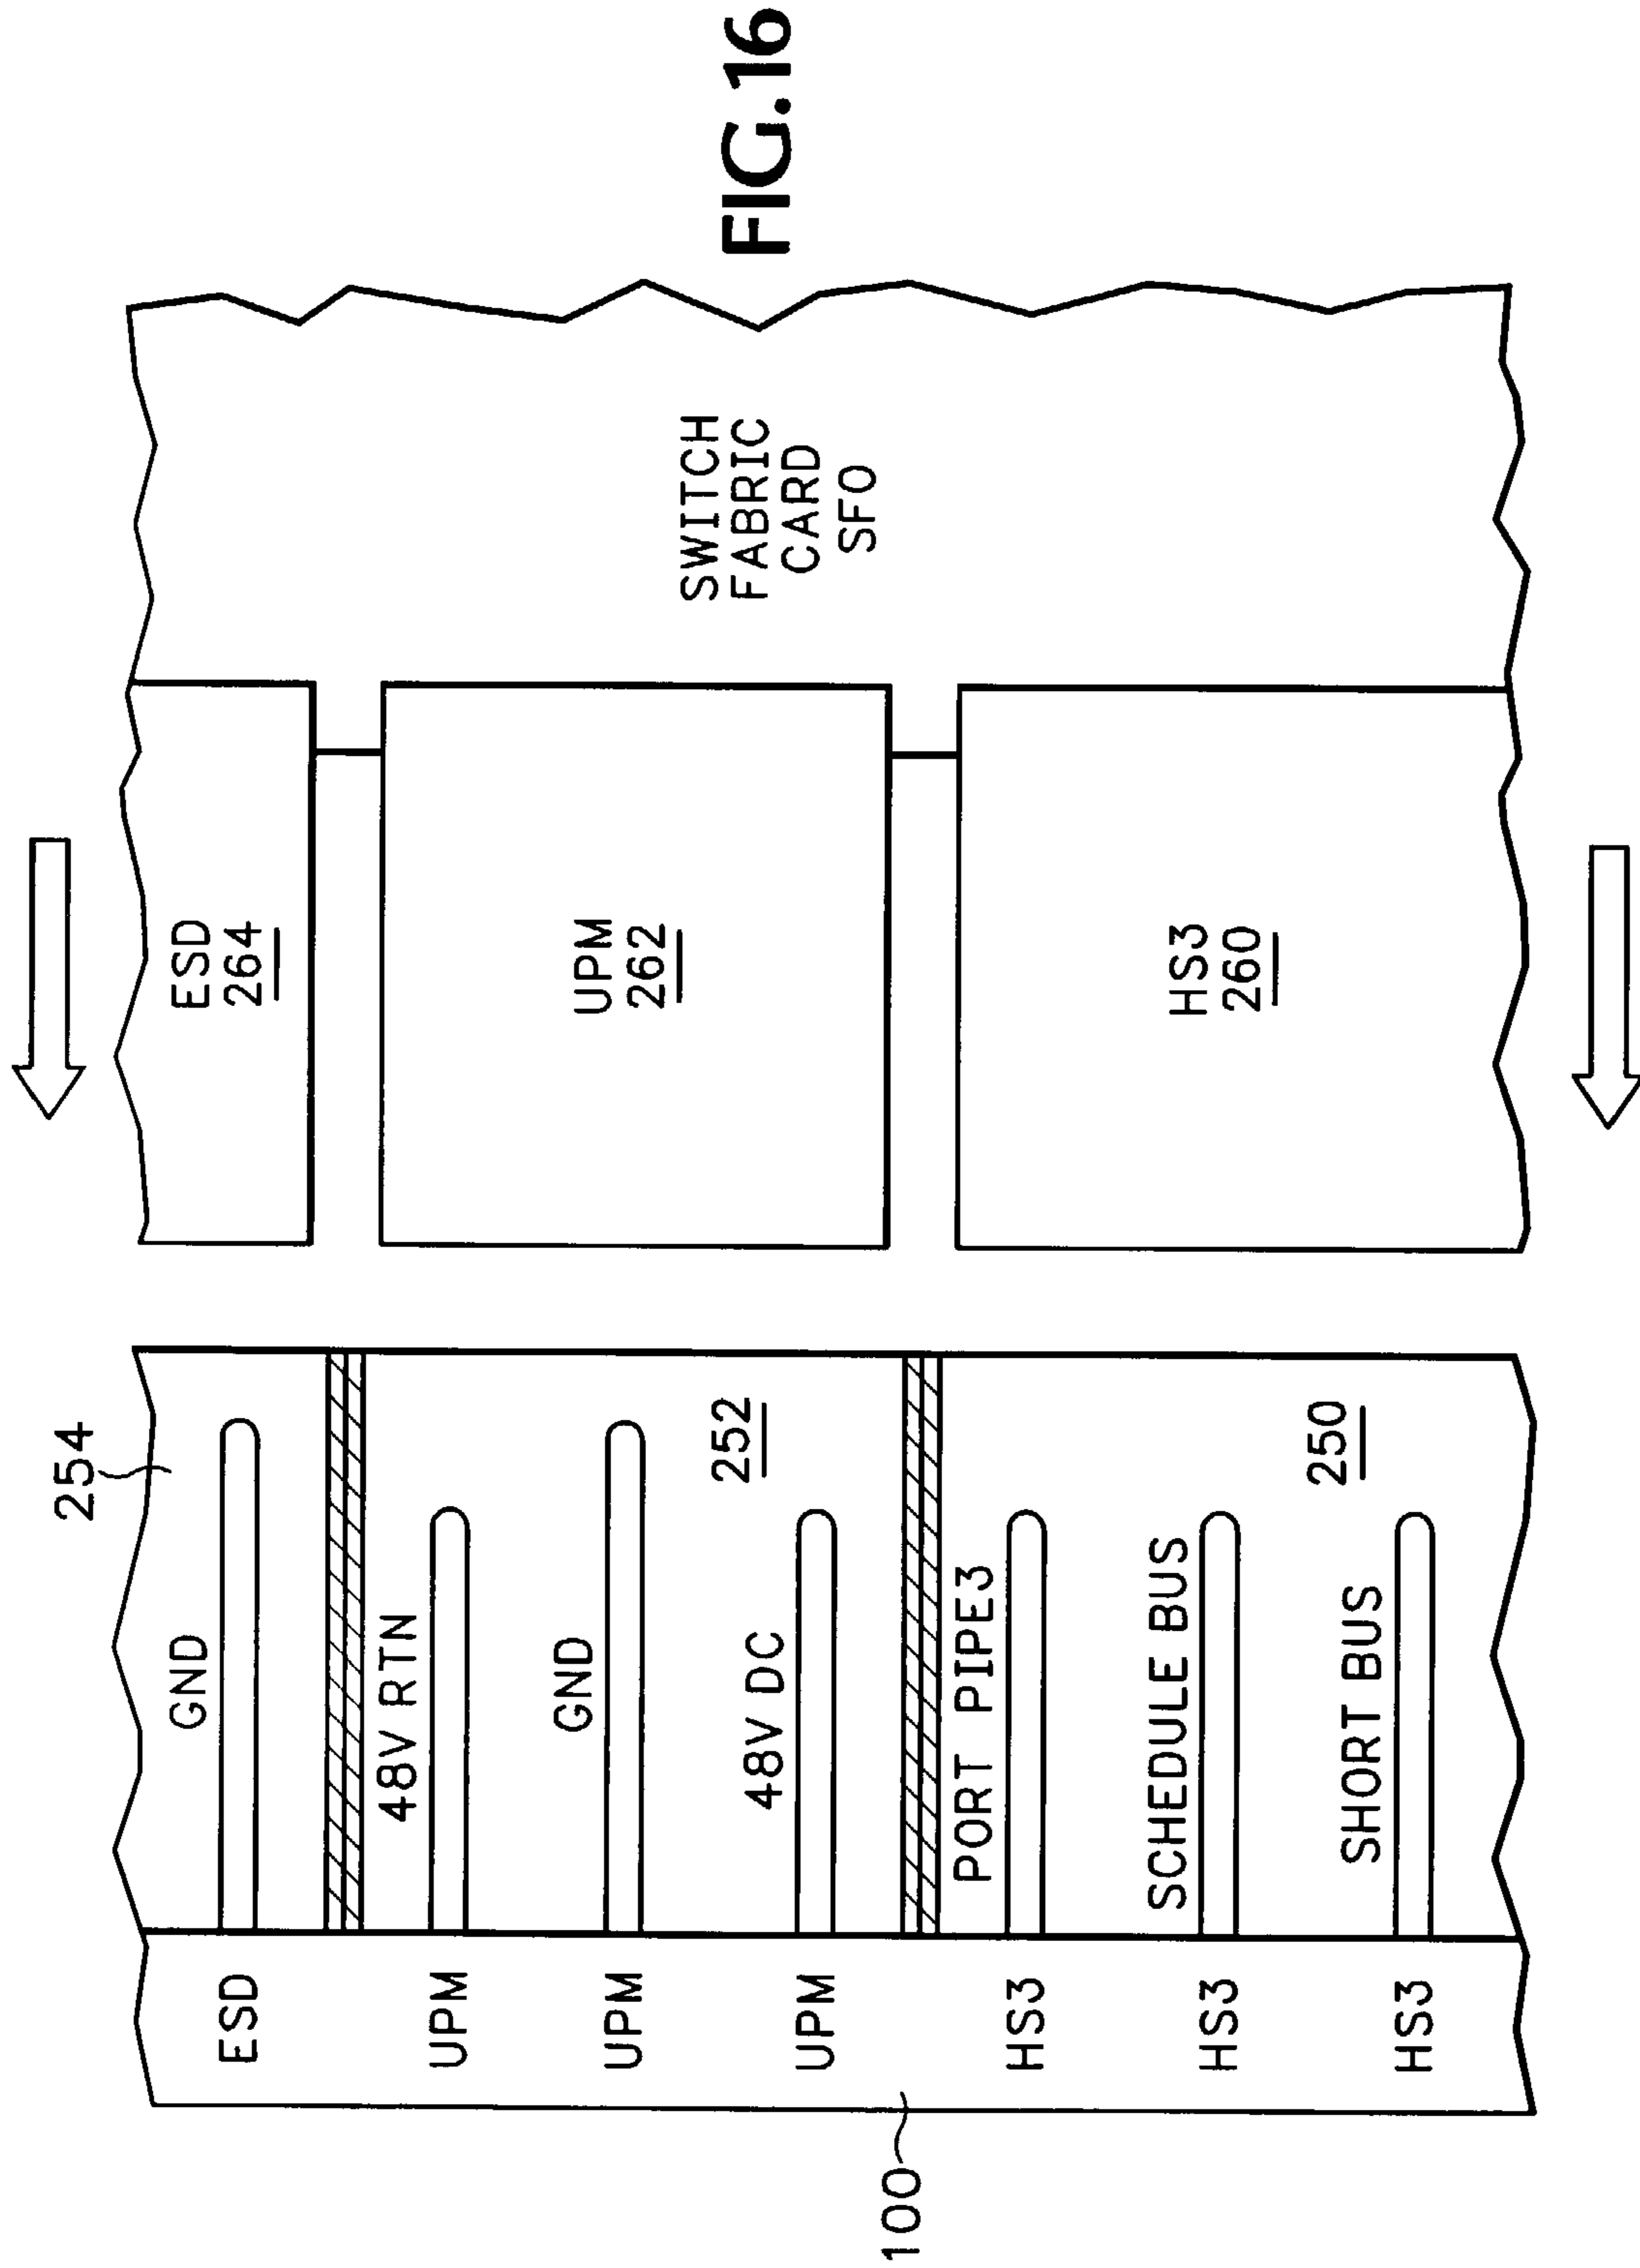 254
GND
ESD
ESD
264
48V RTN
UPM
GND
UPM
UPM
262
252
48V DC
UPM
SWITCH
FABRIC
CARD
SFO
FIG.16
100
PORT PIPE3
HS3
SCHEDULE BUS
HS3
HS3
260
250
SHORT BUS
HS3